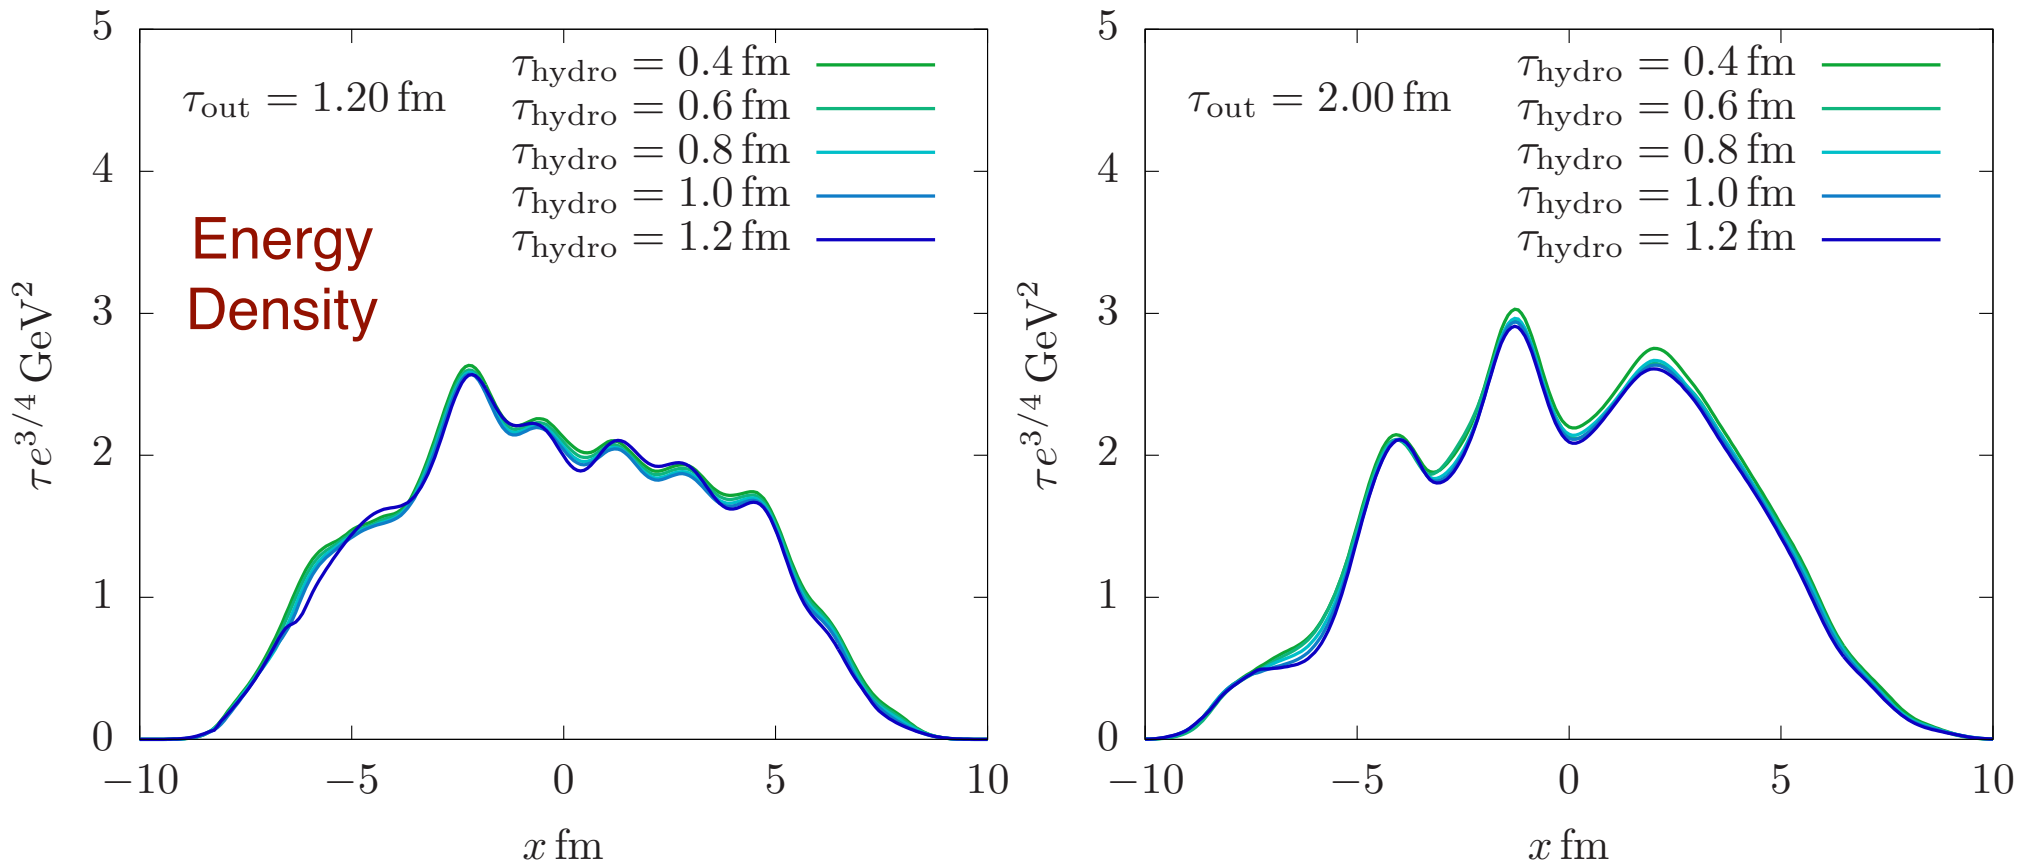 5
4
3
2
1
0
−10
−5
0
5
10
τ_out = 1.20 fm
τ_hydro = 0.4 fm
τ_hydro = 0.6 fm
τ_hydro = 0.8 fm
τ_hydro = 1.0 fm
τ_hydro = 1.2 fm
Energy
Density
τe^{3/4} GeV^2
x fm
5
4
3
2
1
0
−10
−5
0
5
10
τ_out = 2.00 fm
τ_hydro = 0.4 fm
τ_hydro = 0.6 fm
τ_hydro = 0.8 fm
τ_hydro = 1.0 fm
τ_hydro = 1.2 fm
τe^{3/4} GeV^2
x fm